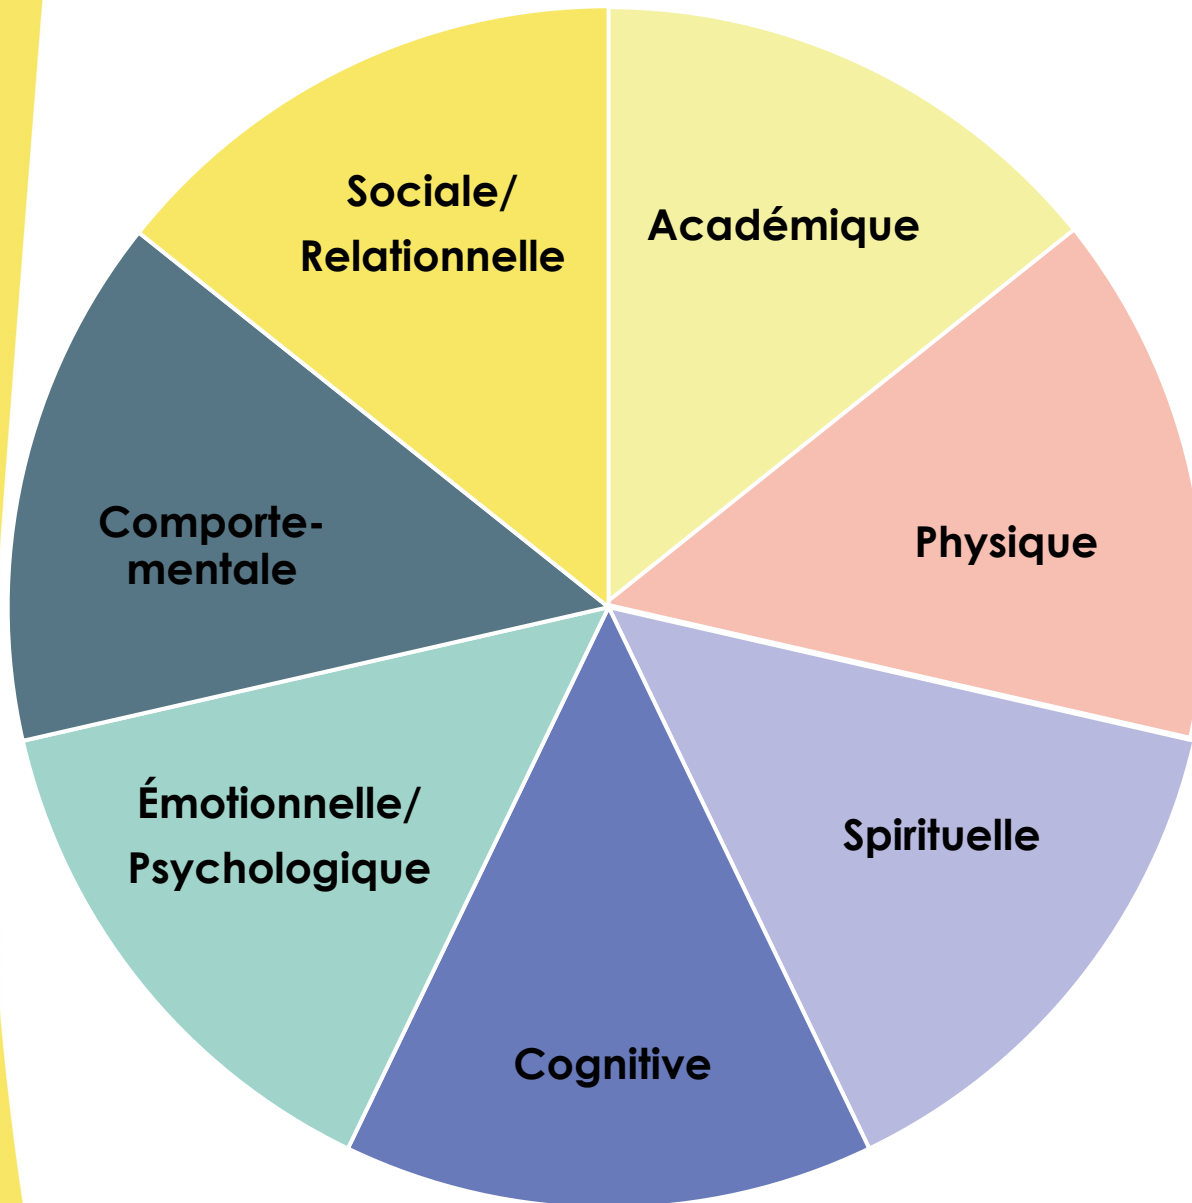 Sociale/
Relationnelle
Académique
Physique
Spirituelle
Cognitive
Émotionnelle/
Psychologique
Comporte-
mentale